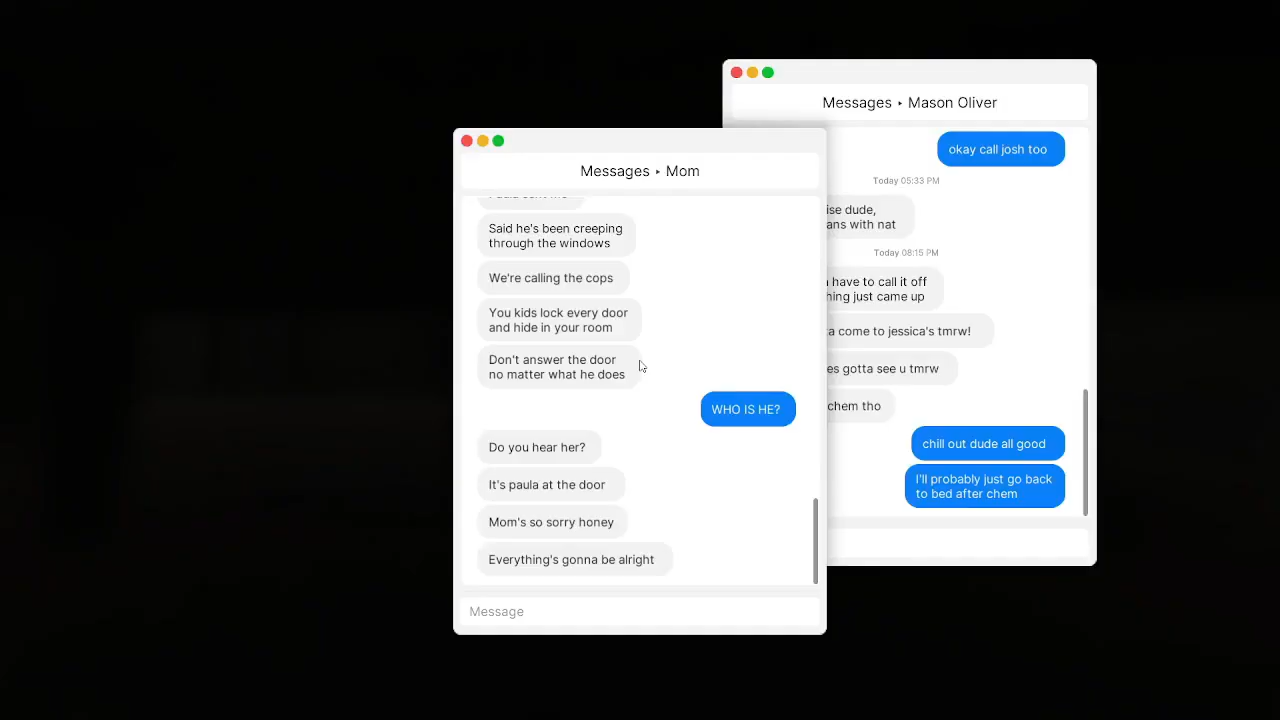 Messages ▸ Mason Oliver
okay call josh too
Today 05:33 PM
dude,
with nat
Today 08:15 PM
have to call it off
just came up
come to jessica's tmrw!
gotta see u tmrw
chem tho
chill out dude all good
I'll probably just go back
to bed after chem
Messages ▸ Mom
Said he's been creeping
through the windows
We're calling the cops
You kids lock every door
and hide in your room
Don't answer the door
no matter what he does
WHO IS HE?
Do you hear her?
It's paula at the door
Mom's so sorry honey
Everything's gonna be alright
Message